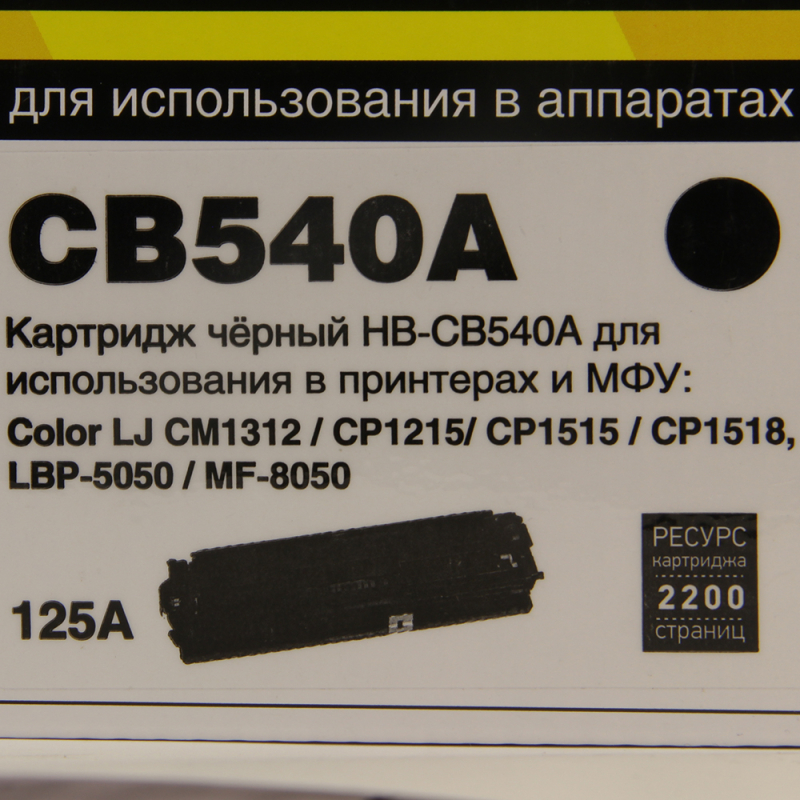 для использования в аппаратах
CB540A
Картридж чёрный HB-CB540A для
использования в принтерах и МФУ:
Color LJ CM1312 / CP1215/ CP1515 / CP1518,
LBP-5050 / MF-8050
125A
РЕСУРС
картриджа
2200
страниц